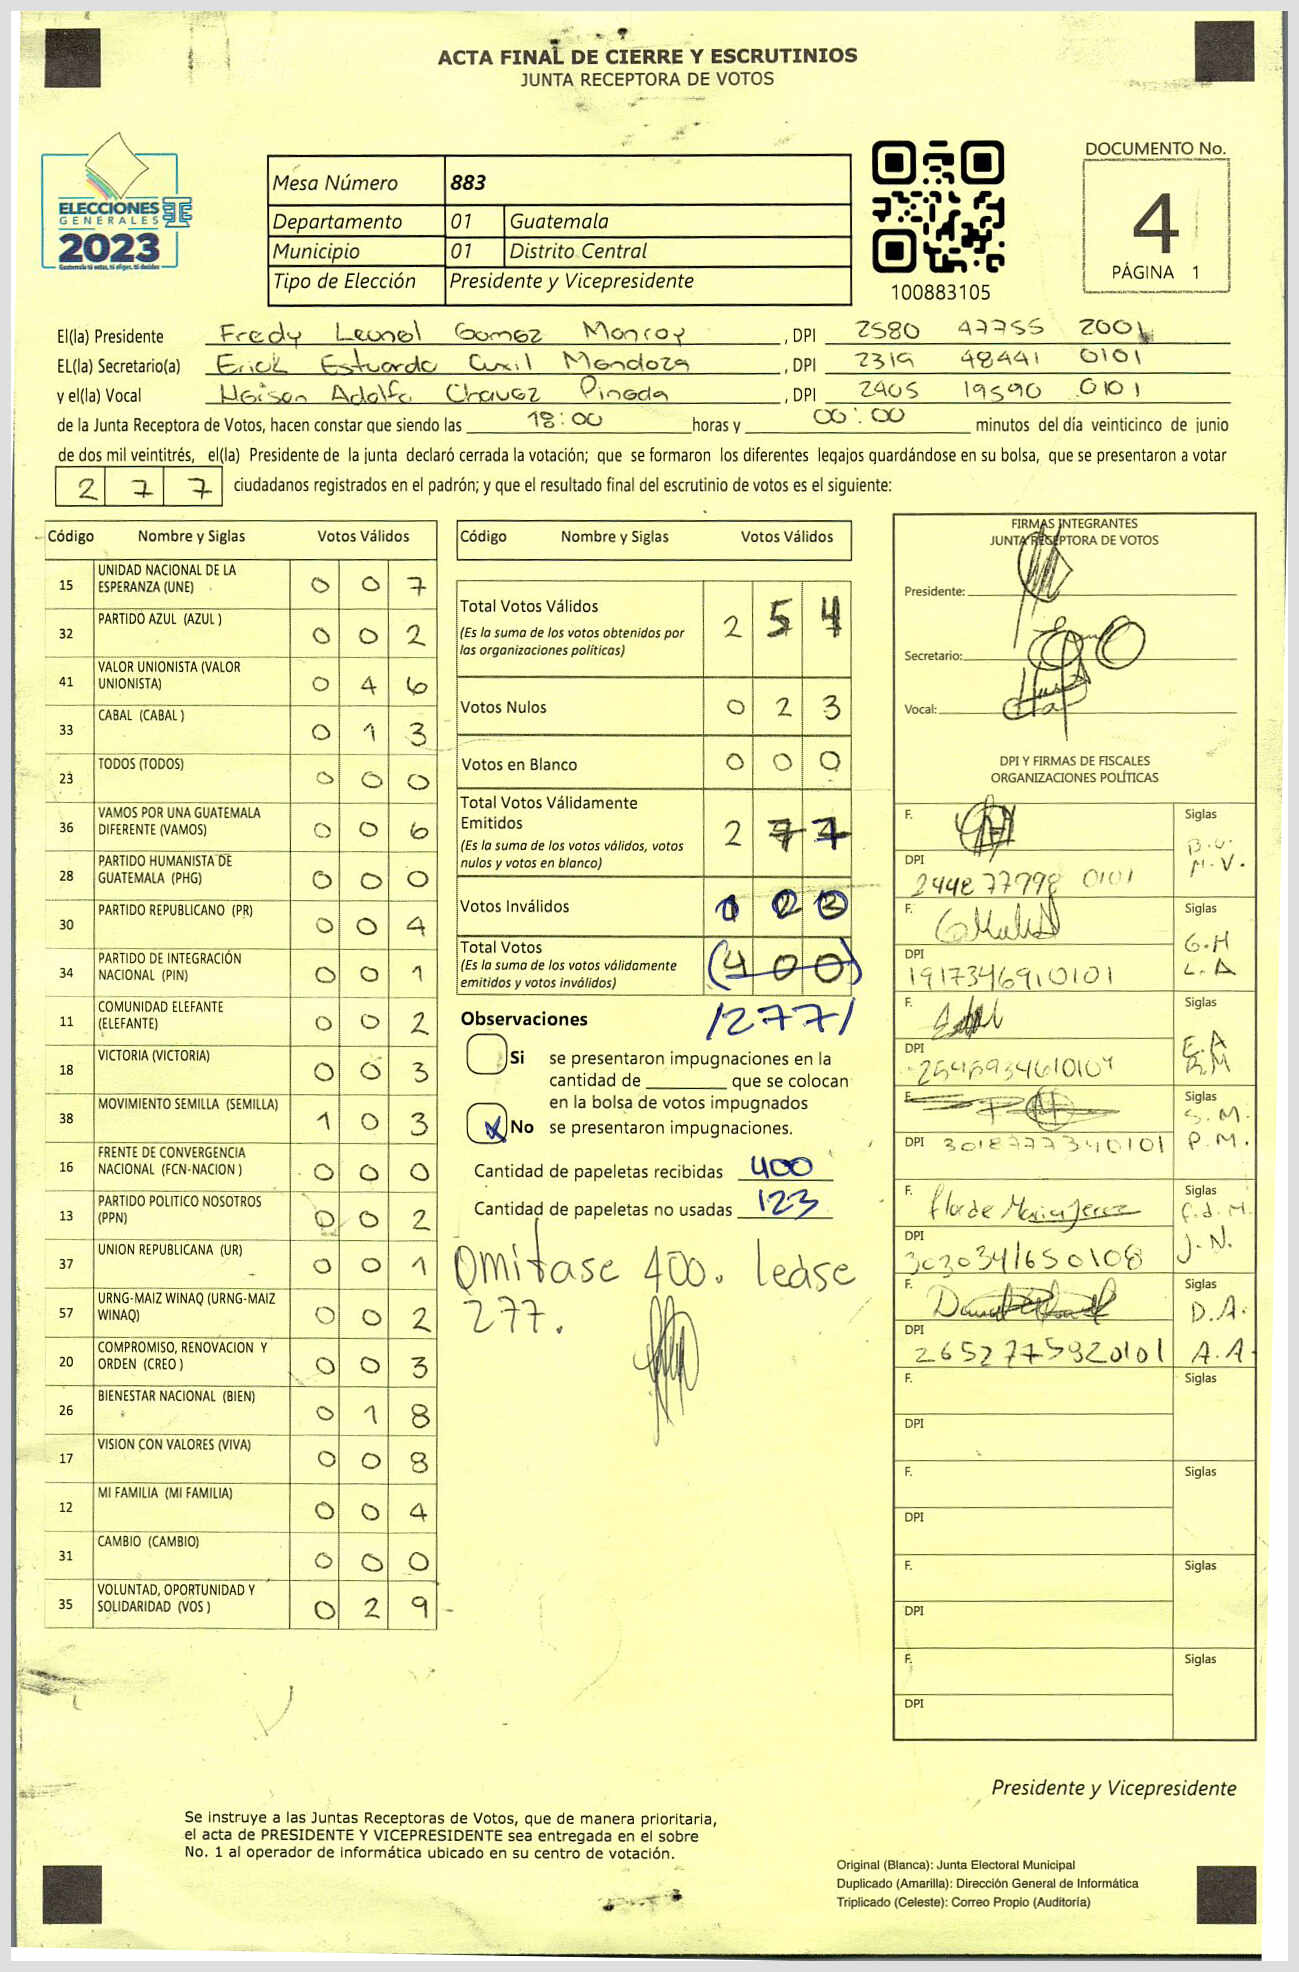 ACTA FINAL DE CIERRE Y ESCRUTINIOS
JUNTA RECEPTORA DE VOTOS
ELECCIONES
GENERALES
2023
Guatemala tú votas, tú eliges, tú decides
TSE
Mesa Número 883
Departamento 01 Guatemala
Municipio 01 Distrito Central
Tipo de Elección Presidente y Vicepresidente
100883105
DOCUMENTO No.
4
PÁGINA 1
El(la) Presidente Fredy Leonel Gomez Monroy, DPI 2580 47755 2001
EL(la) Secretario(a) Erick Estuardo Cuxil Mendoza, DPI 2319 48441 0101
y el(la) Vocal Adolfo Chavez Pineda, DPI 2405 19590 0101
de la Junta Receptora de Votos, hacen constar que siendo las 18:00 horas y 00:00 minutos del día veinticinco de junio
de dos mil veintitrés, el(la) Presidente de la junta declaró cerrada la votación; que se formaron los diferentes legajos guardándose en su bolsa, que se presentaron a votar
2 7 7 ciudadanos registrados en el padrón; y que el resultado final del escrutinio de votos es el siguiente:
Código Nombre y Siglas Votos Válidos
15 UNIDAD NACIONAL DE LA ESPERANZA (UNE) 0 0 7
32 PARTIDO AZUL (AZUL ) 0 0 2
41 VALOR UNIONISTA (VALOR UNIONISTA) 0 4 6
33 CABAL (CABAL ) 0 1 3
23 TODOS (TODOS) 0 0 0
36 VAMOS POR UNA GUATEMALA DIFERENTE (VAMOS) 0 0 6
28 PARTIDO HUMANISTA DE GUATEMALA (PHG) 0 0 0
30 PARTIDO REPUBLICANO (PR) 0 0 4
34 PARTIDO DE INTEGRACIÓN NACIONAL (PIN) 0 0 1
11 COMUNIDAD ELEFANTE (ELEFANTE) 0 0 2
18 VICTORIA (VICTORIA) 0 0 3
38 MOVIMIENTO SEMILLA (SEMILLA) 1 0 3
16 FRENTE DE CONVERGENCIA NACIONAL (FCN-NACION ) 0 0 0
13 PARTIDO POLITICO NOSOTROS (PPN) 0 0 2
37 UNION REPUBLICANA (UR) 0 0 1
57 URNG-MAIZ WINAQ (URNG-MAIZ WINAQ) 0 0 2
20 COMPROMISO, RENOVACION Y ORDEN (CREO ) 0 0 3
26 BIENESTAR NACIONAL (BIEN) 0 1 8
17 VISION CON VALORES (VIVA) 0 0 8
12 MI FAMILIA (MI FAMILIA) 0 0 4
31 CAMBIO (CAMBIO) 0 0 0
35 VOLUNTAD, OPORTUNIDAD Y SOLIDARIDAD (VOS ) 0 2 9
Código Nombre y Siglas Votos Válidos
Total Votos Válidos 2 5 4
(Es la suma de los votos obtenidos por
las organizaciones políticas)
Votos Nulos 0 2 3
Votos en Blanco 0 0 0
Total Votos Válidamente
Emitidos 2 7 7
(Es la suma de los votos válidos, votos
nulos y votos en blanco)
Votos Inválidos
Total Votos (400)
(Es la suma de los votos válidamente
emitidos y votos inválidos)
/277/
Observaciones
Si se presentaron impugnaciones en la
cantidad de ________ que se colocan
en la bolsa de votos impugnados
X No se presentaron impugnaciones.
Cantidad de papeletas recibidas 400
Cantidad de papeletas no usadas 123
Omitase 400. lease
277.
FIRMAS INTEGRANTES
JUNTA RECEPTORA DE VOTOS
Presidente:
Secretario:
Vocal:
DPI Y FIRMAS DE FISCALES
ORGANIZACIONES POLÍTICAS
F. Siglas
M.V.
DPI 0101
F. Siglas
G.H
L.A
DPI 1917346910101
F. Siglas
E.A
R.M
DPI
F. Siglas
S.M.
P.M.
DPI 3018777340101
F. Flor de Maria Jerez Siglas
F.d.M.
J.N.
DPI 3030341650108
F. Siglas
D.A.
A.A.
DPI 2652775920101
F. Siglas
DPI
F. Siglas
DPI
F. Siglas
DPI
F. Siglas
DPI
Presidente y Vicepresidente
Se instruye a las Juntas Receptoras de Votos, que de manera prioritaria,
el acta de PRESIDENTE Y VICEPRESIDENTE sea entregada en el sobre
No. 1 al operador de informática ubicado en su centro de votación.
Original (Blanca): Junta Electoral Municipal
Duplicado (Amarilla): Dirección General de Informática
Triplicado (Celeste): Correo Propio (Auditoría)